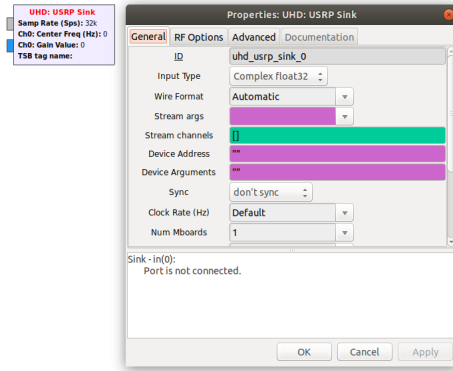 UHD: USRP Sink
Samp Rate (Sps): 32k
Ch0: Center Freq (Hz): 0
Ch0: Gain Value: 0
TSB tag name:
Properties: UHD: USRP Sink
General RF Options Advanced Documentation
ID uhd_usrp_sink_0
Input Type Complex float32
Wire Format Automatic
Stream args
Stream channels []
Device Address ""
Device Arguments ""
Sync don't sync
Clock Rate (Hz) Default
Num Mboards 1
Sink - in(0):
Port is not connected.
OK Cancel Apply